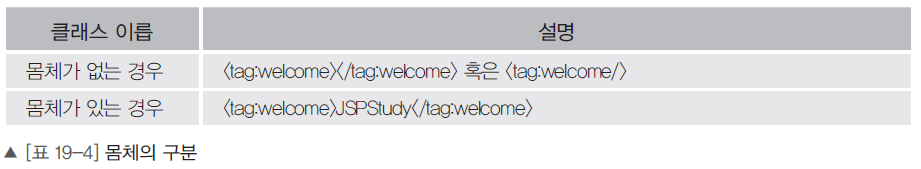 클래스 이릅 설명
몸체가 없는 경우 〈tag:welcome〉〈/tag:welcome〉 혹은 〈tag:welcome/〉
몸체가 있는 경우 〈tag:welcome〉JSPStudy〈/tag:welcome〉
▲ [표 19-4] 몸체의 구분